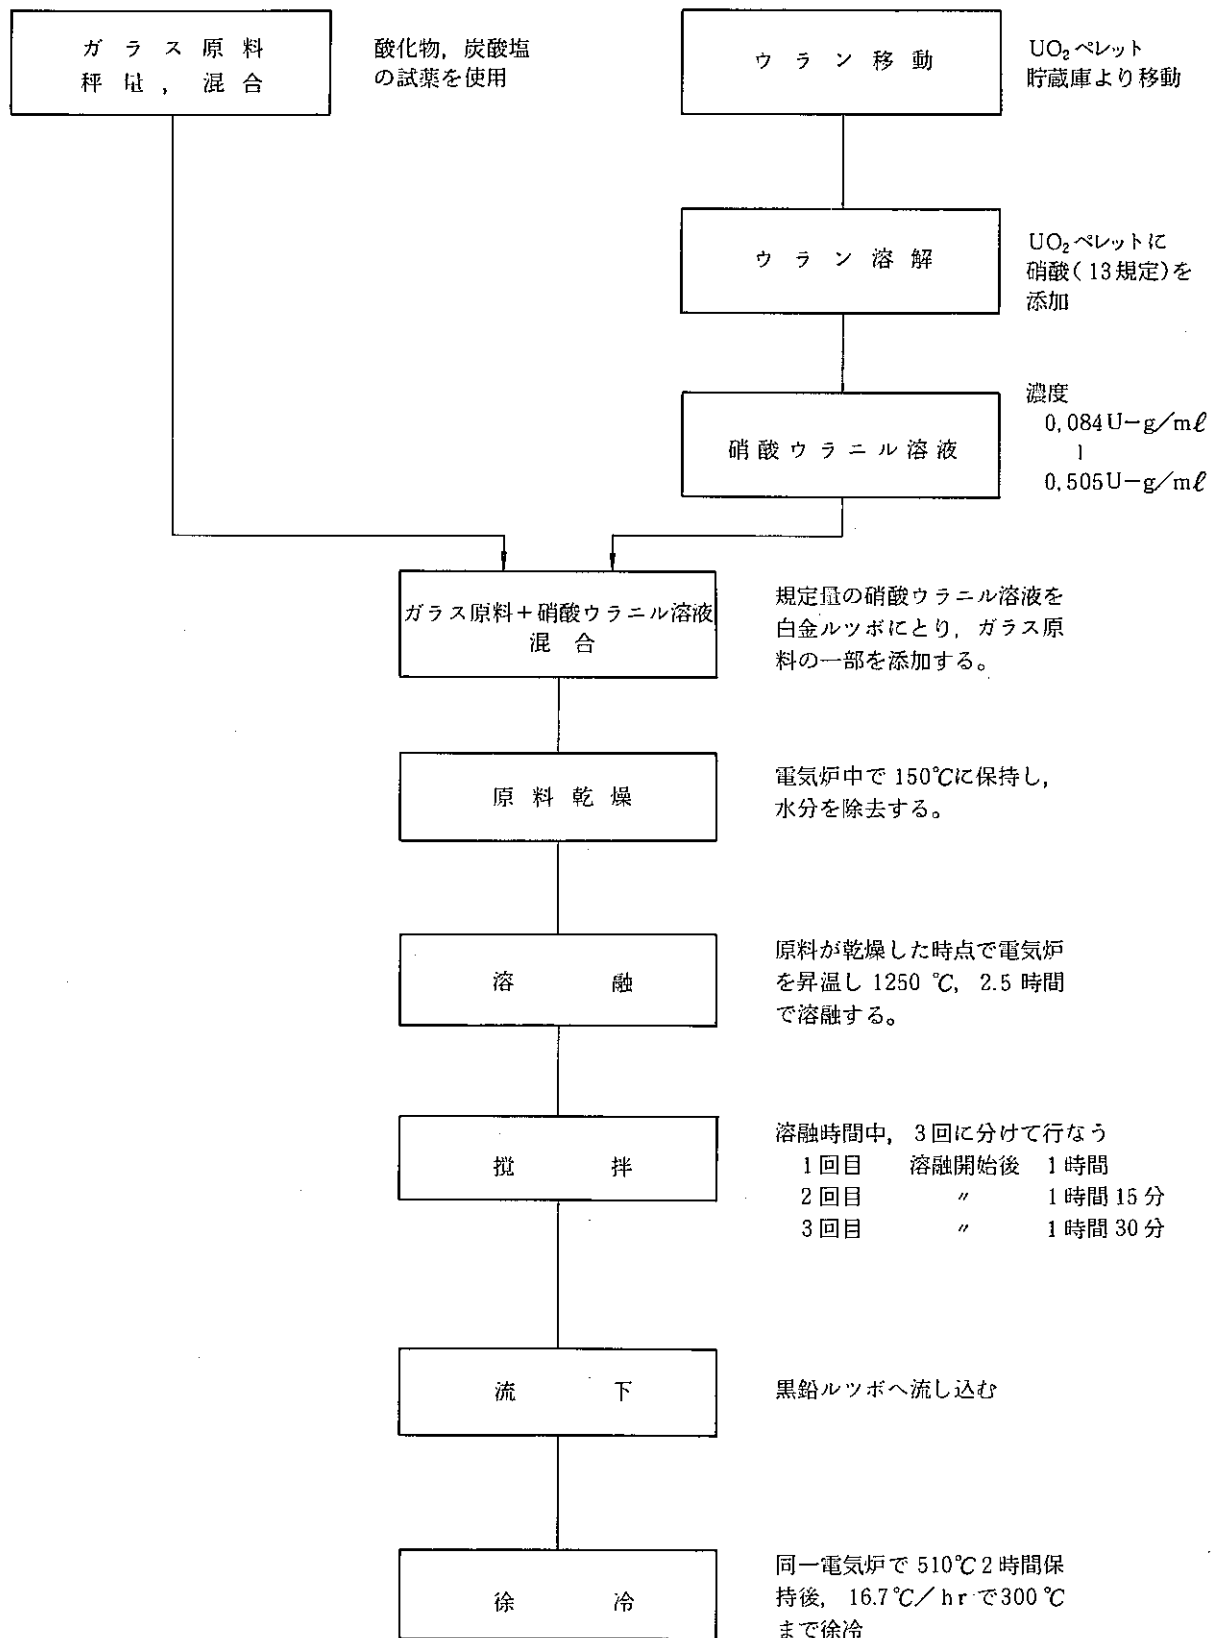 ガラス原料
秤量，混合
酸化物，炭酸塩
の試薬を使用
ウラン移動
UO₂ペレット
貯蔵庫より移動
ウラン溶解
UO₂ペレットに
硝酸(13規定)を
添加
硝酸ウラニル溶液
濃度
0,084U−g／mℓ
≀
0,505U−g／mℓ
ガラス原料＋硝酸ウラニル溶液
混合
規定量の硝酸ウラニル溶液を
白金ルツボにとり，ガラス原
料の一部を添加する。
原料乾燥
電気炉中で150℃に保持し，
水分を除去する。
溶融
原料が乾燥した時点で電気炉
を昇温し 1250 ℃，2.5 時間
で溶融する。
撹拌
溶融時間中，3回に分けて行なう
1回目 溶融開始後 1時間
2回目 〃 1時間15分
3回目 〃 1時間30分
流下
黒鉛ルツボへ流し込む
徐冷
同一電気炉で 510℃2時間保
持後，16.7℃／hrで300℃
まで徐冷